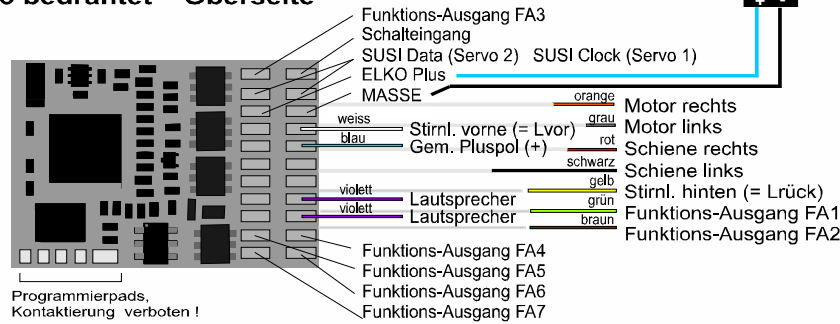 bedrahtet
Oberseite
Funktions-Ausgang FA3
Schalteingang
SUSI Data (Servo 2) SUSI Clock (Servo 1)
ELKO Plus
MASSE
orange
Motor rechts
weiss
Stirnl. vorne (= Lvor)
grau
Motor links
blau
Gem. Pluspol (+)
rot
Schiene rechts
schwarz
Schiene links
gelb
Stirnl. hinten (= Lrück)
violett
Lautsprecher
grün
Funktions-Ausgang FA1
violett
Lautsprecher
braun
Funktions-Ausgang FA2
Funktions-Ausgang FA4
Funktions-Ausgang FA5
Funktions-Ausgang FA6
Funktions-Ausgang FA7
Programmierpads,
Kontaktierung verboten !